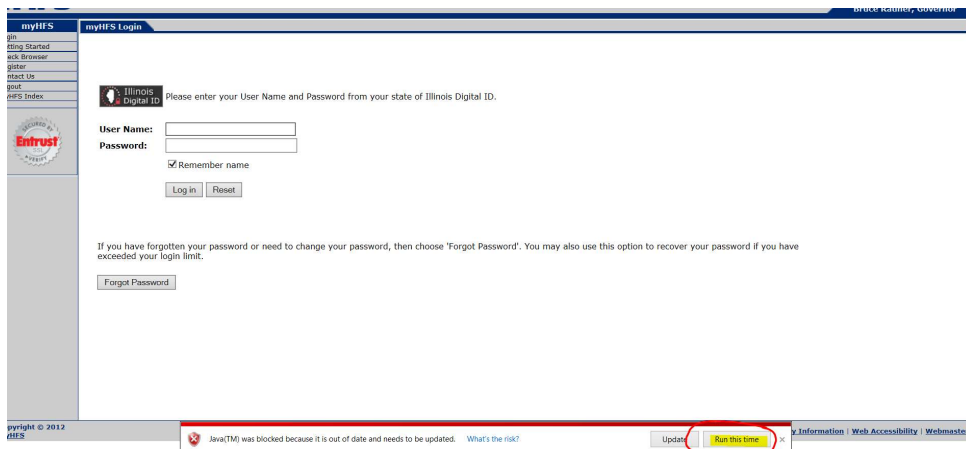 Bruce Rauner, Governor
myHFS
myHFS Login
gin
tting Started
eck Browser
gister
ntact Us
gout
yHFS Index
SECURED BY
Entrust
SSL
VERIFY
Illinois
Digital ID
Please enter your User Name and Password from your state of Illinois Digital ID.
User Name:
Password:
Remember name
Log in Reset
If you have forgotten your password or need to change your password, then choose 'Forgot Password'. You may also use this option to recover your password if you have
exceeded your login limit.
Forgot Password
pyright © 2012
yHFS
Java(TM) was blocked because it is out of date and needs to be updated. What's the risk?
Update Run this time ×
y Information | Web Accessibility | Webmaste